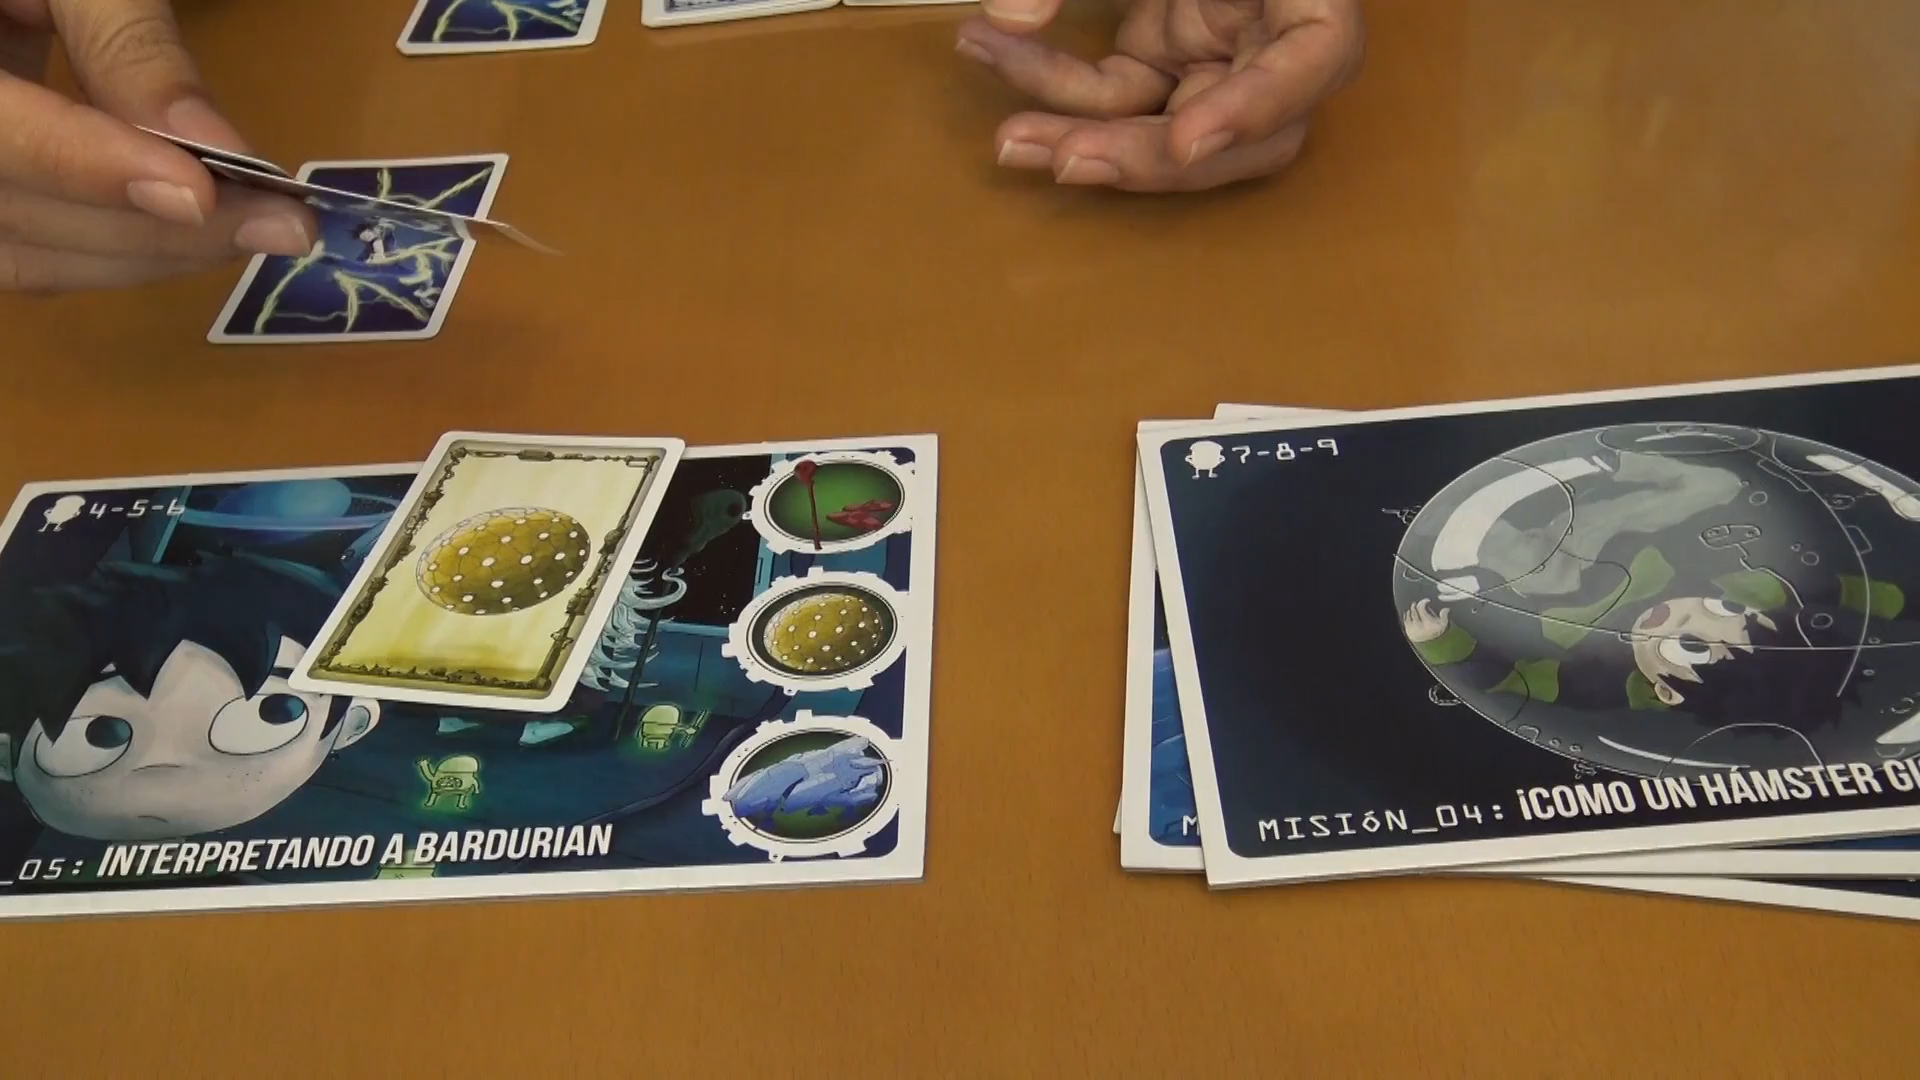 4-5-6
_05: INTERPRETANDO A BARDURIAN
7-8-9
MISIÓN_04: ¡COMO UN HÁMSTER
M